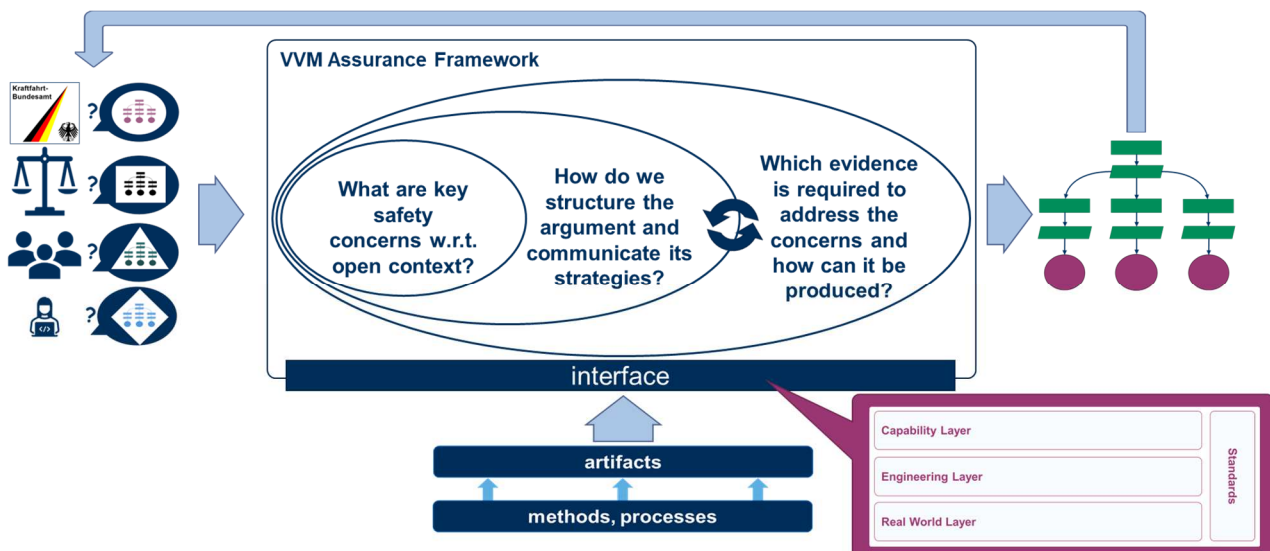 VVM Assurance Framework
Kraftfahrt-
Bundesamt
?
?
?
?
What are key
safety
concerns w.r.t.
open context?
How do we
structure the
argument and
communicate its
strategies?
Which evidence
is required to
address the
concerns and
how can it be
produced?
interface
artifacts
methods, processes
Capability Layer
Engineering Layer
Real World Layer
Standards